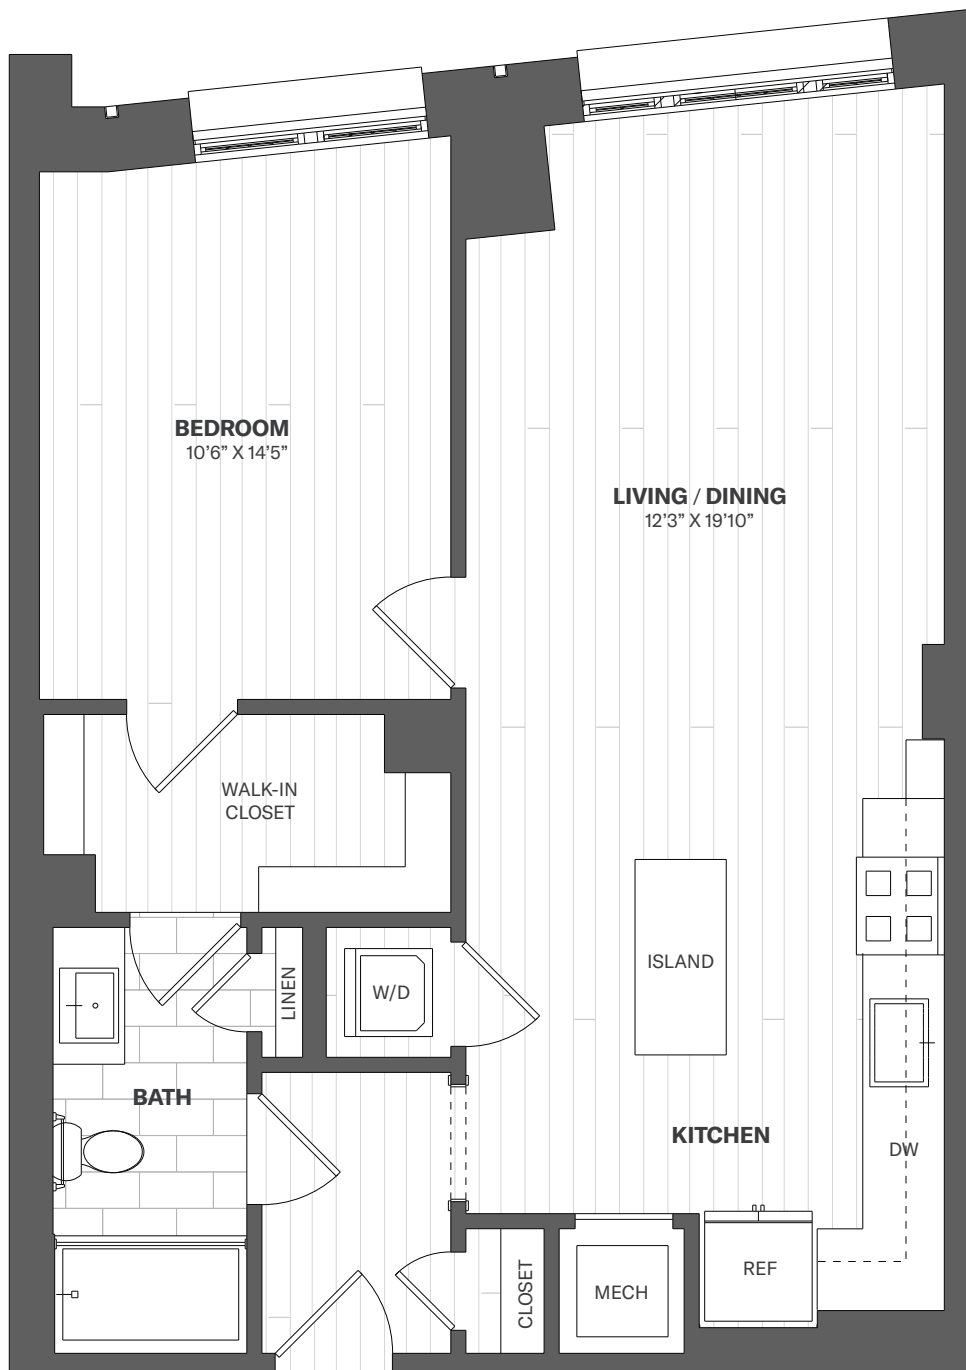 BEDROOM
10’6” X 14’5”
LIVING / DINING
12’3” X 19’10”
WALK-IN
CLOSET
ISLAND
LINEN
W/D
BATH
KITCHEN
DW
CLOSET
MECH
REF